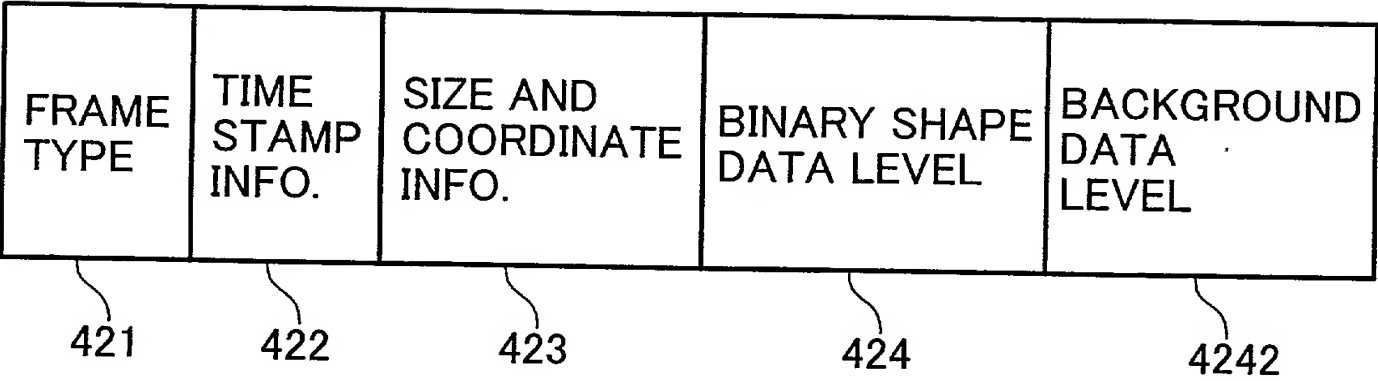 FRAME
TYPE
TIME
STAMP
INFO.
SIZE AND
COORDINATE
INFO.
BINARY SHAPE
DATA LEVEL
BACKGROUND
DATA
LEVEL
421
422
423
424
4242